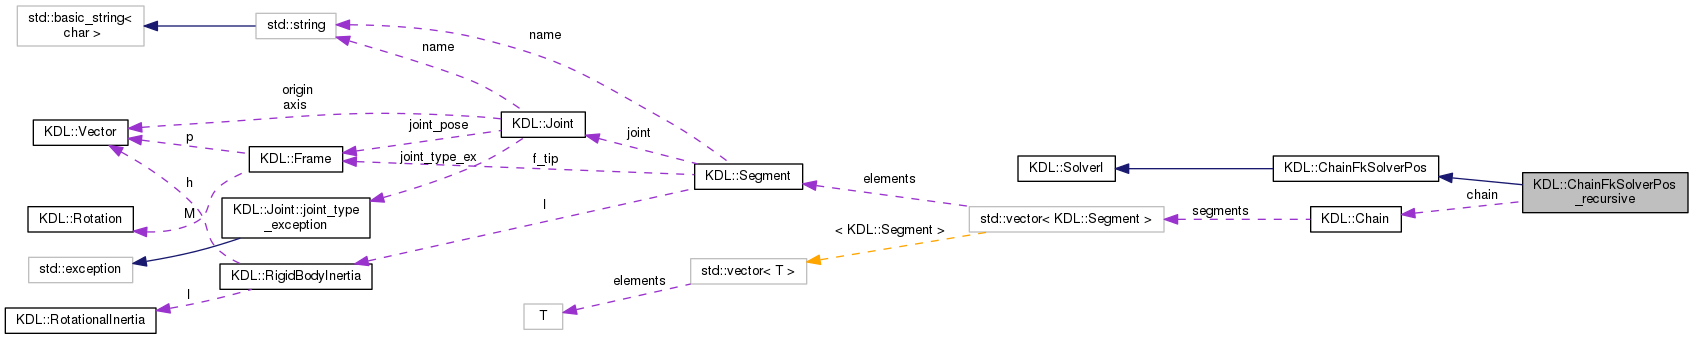 std::basic_string<
char >
std::string
name
name
origin
axis
KDL::Vector
p
KDL::Joint
joint_pose
joint
KDL::Frame
joint_type_ex
f_tip
KDL::Segment
KDL::SolverI
KDL::ChainFkSolverPos
KDL::ChainFkSolverPos
_recursive
h
M
elements
chain
KDL::Rotation
KDL::Joint::joint_type
_exception
I
std::vector< KDL::Segment >
segments
KDL::Chain
< KDL::Segment >
std::exception
KDL::RigidBodyInertia
std::vector< T >
elements
I
KDL::RotationalInertia
T